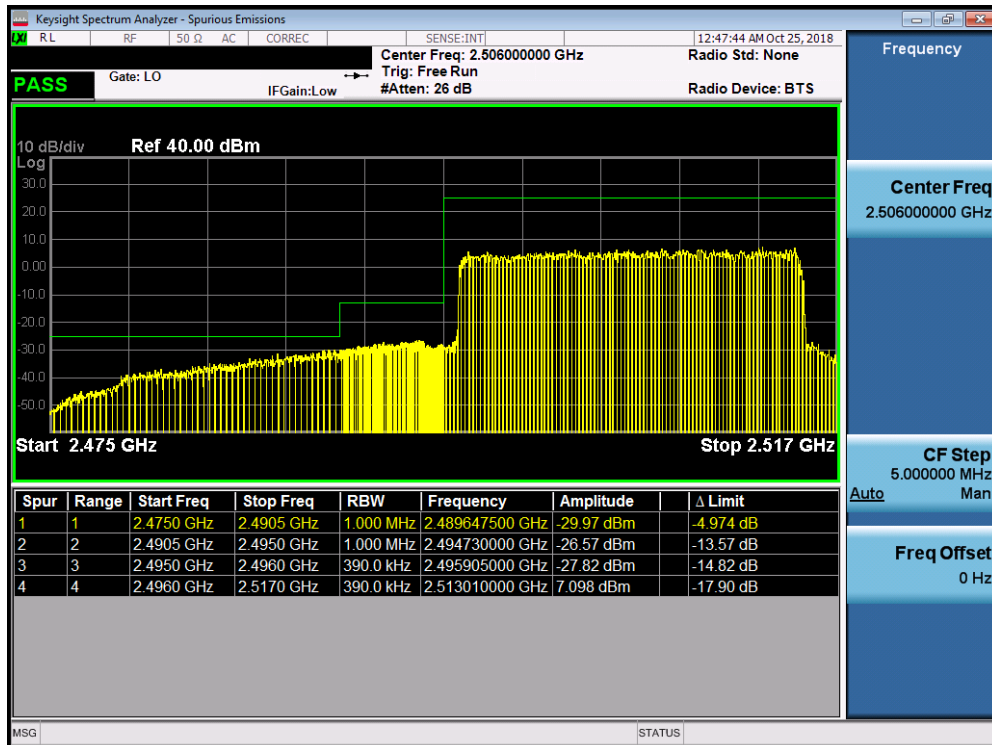 Keysight Spectrum Analyzer - Spurious Emissions
LXI RL RF 50 Ω AC CORREC SENSE:INT 12:47:44 AM Oct 25, 2018
Center Freq: 2.506000000 GHz Radio Std: None
PASS Gate: LO Trig: Free Run
IFGain:Low #Atten: 26 dB Radio Device: BTS
10 dB/div Ref 40.00 dBm
Log
30.0
20.0
10.0
0.00
-10.0
-20.0
-30.0
-40.0
-50.0
Start 2.475 GHz Stop 2.517 GHz
Spur Range Start Freq Stop Freq RBW Frequency Amplitude Δ Limit
1 1 2.4750 GHz 2.4905 GHz 1.000 MHz 2.489647500 GHz -29.97 dBm -4.974 dB
2 2 2.4905 GHz 2.4950 GHz 1.000 MHz 2.494730000 GHz -26.57 dBm -13.57 dB
3 3 2.4950 GHz 2.4960 GHz 390.0 kHz 2.495905000 GHz -27.82 dBm -14.82 dB
4 4 2.4960 GHz 2.5170 GHz 390.0 kHz 2.513010000 GHz 7.098 dBm -17.90 dB
MSG STATUS
Frequency
Center Freq
2.506000000 GHz
CF Step
5.000000 MHz
Auto Man
Freq Offset
0 Hz